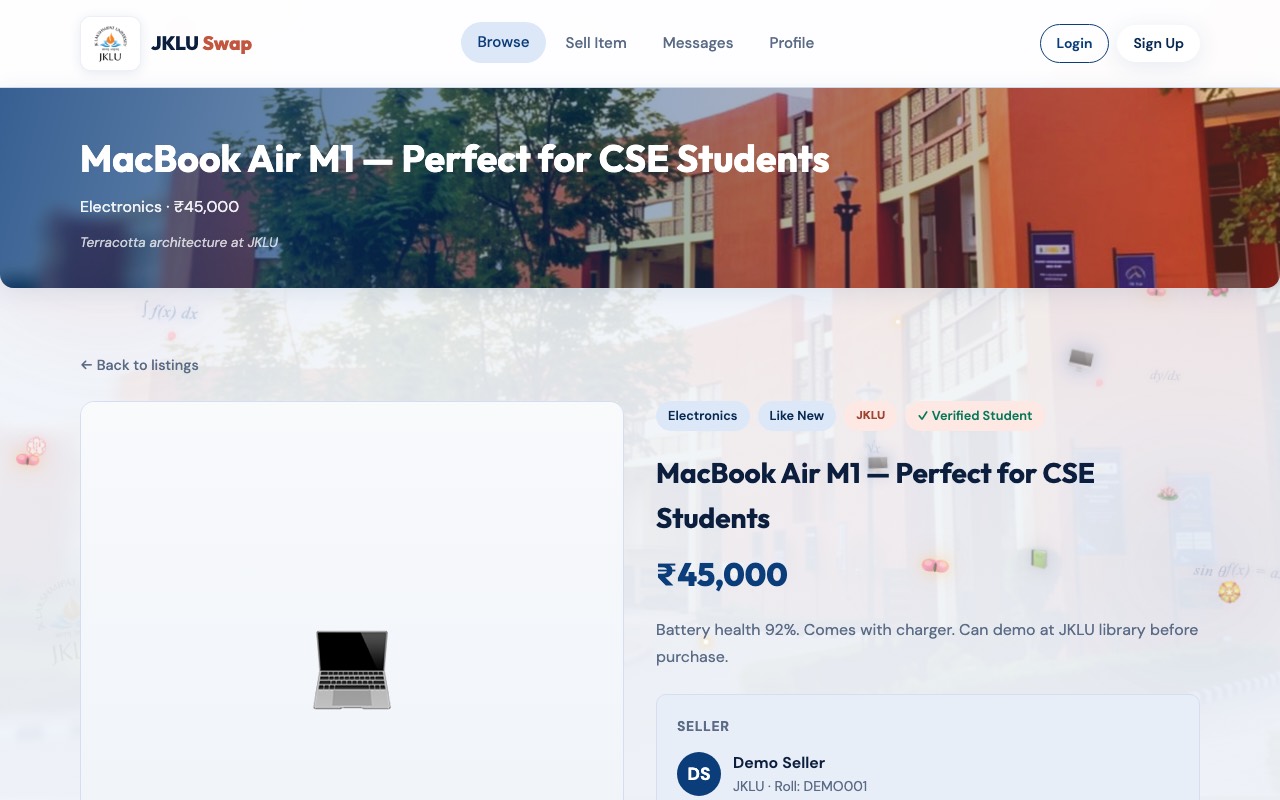 JKLU
JKLU Swap
Browse
Sell Item
Messages
Profile
Login
Sign Up
MacBook Air M1 — Perfect for CSE Students
Electronics · ₹45,000
Terracotta architecture at JKLU
∫ f(x) dx
← Back to listings
dy/dx
Electronics
Like New
JKLU
✓ Verified Student
√x
MacBook Air M1 — Perfect for CSE
Students
₹45,000
Battery health 92%. Comes with charger. Can demo at JKLU library before
purchase.
SELLER
DS
Demo Seller
JKLU · Roll: DEMO001